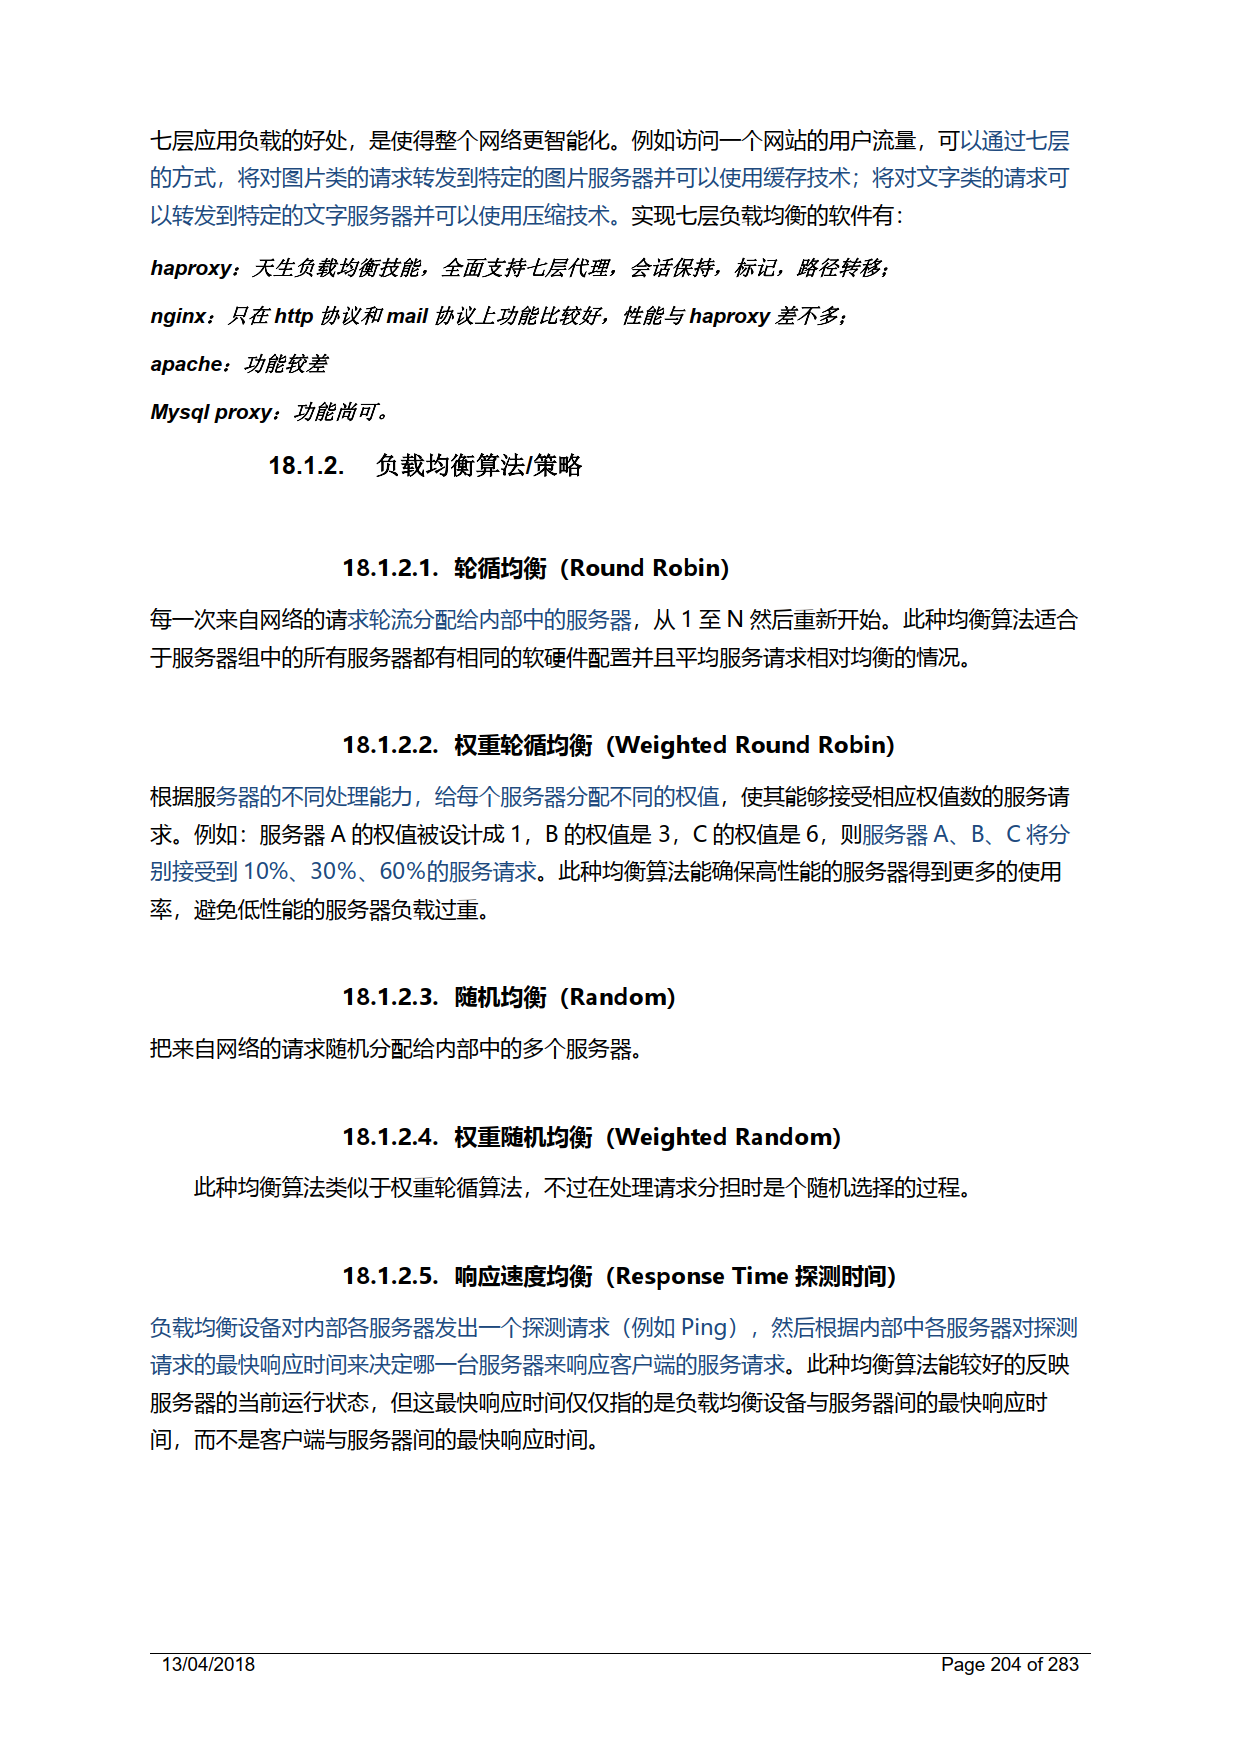 七层应用负载的好处，是使得整个网络更智能化。例如访问一个网站的用户流量，可以通过七层
的方式，将对图片类的请求转发到特定的图片服务器并可以使用缓存技术；将对文字类的请求可
以转发到特定的文字服务器并可以使用压缩技术。实现七层负载均衡的软件有：
haproxy：天生负载均衡技能，全面支持七层代理，会话保持，标记，路径转移；
nginx：只在 http 协议和 mail 协议上功能比较好，性能与 haproxy 差不多；
apache：功能较差
Mysql proxy：功能尚可。
18.1.2. 负载均衡算法/策略
18.1.2.1. 轮循均衡（Round Robin）
每一次来自网络的请求轮流分配给内部中的服务器，从 1 至 N 然后重新开始。此种均衡算法适合
于服务器组中的所有服务器都有相同的软硬件配置并且平均服务请求相对均衡的情况。
18.1.2.2. 权重轮循均衡（Weighted Round Robin）
根据服务器的不同处理能力，给每个服务器分配不同的权值，使其能够接受相应权值数的服务请
求。例如：服务器 A 的权值被设计成 1，B 的权值是 3，C 的权值是 6，则服务器 A、B、C 将分
别接受到 10%、30％、60％的服务请求。此种均衡算法能确保高性能的服务器得到更多的使用
率，避免低性能的服务器负载过重。
18.1.2.3. 随机均衡（Random）
把来自网络的请求随机分配给内部中的多个服务器。
18.1.2.4. 权重随机均衡（Weighted Random）
此种均衡算法类似于权重轮循算法，不过在处理请求分担时是个随机选择的过程。
18.1.2.5. 响应速度均衡（Response Time 探测时间）
负载均衡设备对内部各服务器发出一个探测请求（例如 Ping），然后根据内部中各服务器对探测
请求的最快响应时间来决定哪一台服务器来响应客户端的服务请求。此种均衡算法能较好的反映
服务器的当前运行状态，但这最快响应时间仅仅指的是负载均衡设备与服务器间的最快响应时
间，而不是客户端与服务器间的最快响应时间。
13/04/2018 Page 204 of 283